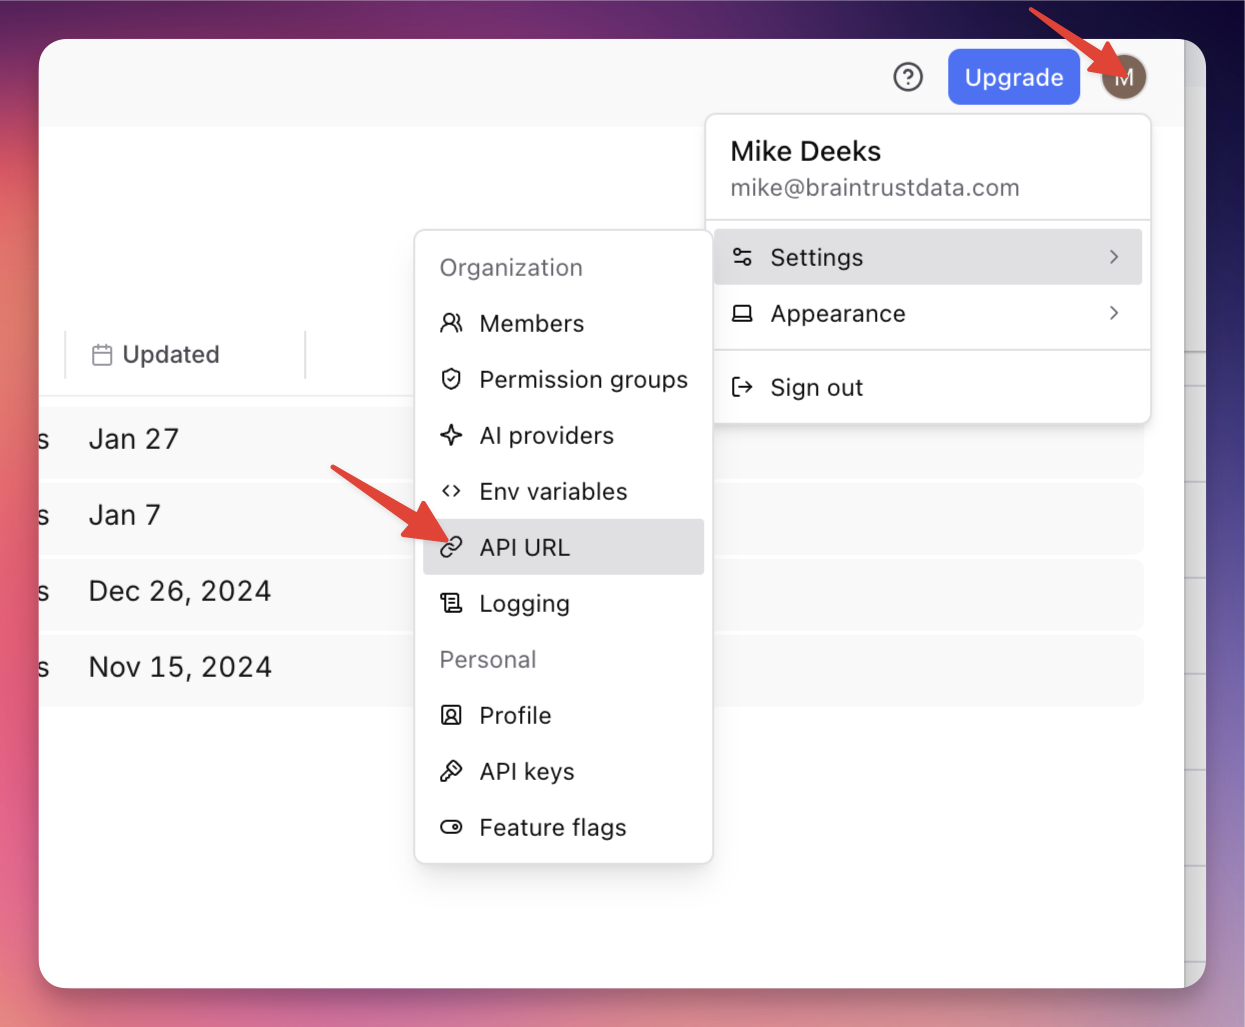 Upgrade
M
Mike Deeks
mike@braintrustdata.com
Settings
Appearance
Sign out
Organization
Members
Permission groups
AI providers
Env variables
API URL
Logging
Personal
Profile
API keys
Feature flags
Updated
s Jan 27
s Jan 7
s Dec 26, 2024
s Nov 15, 2024